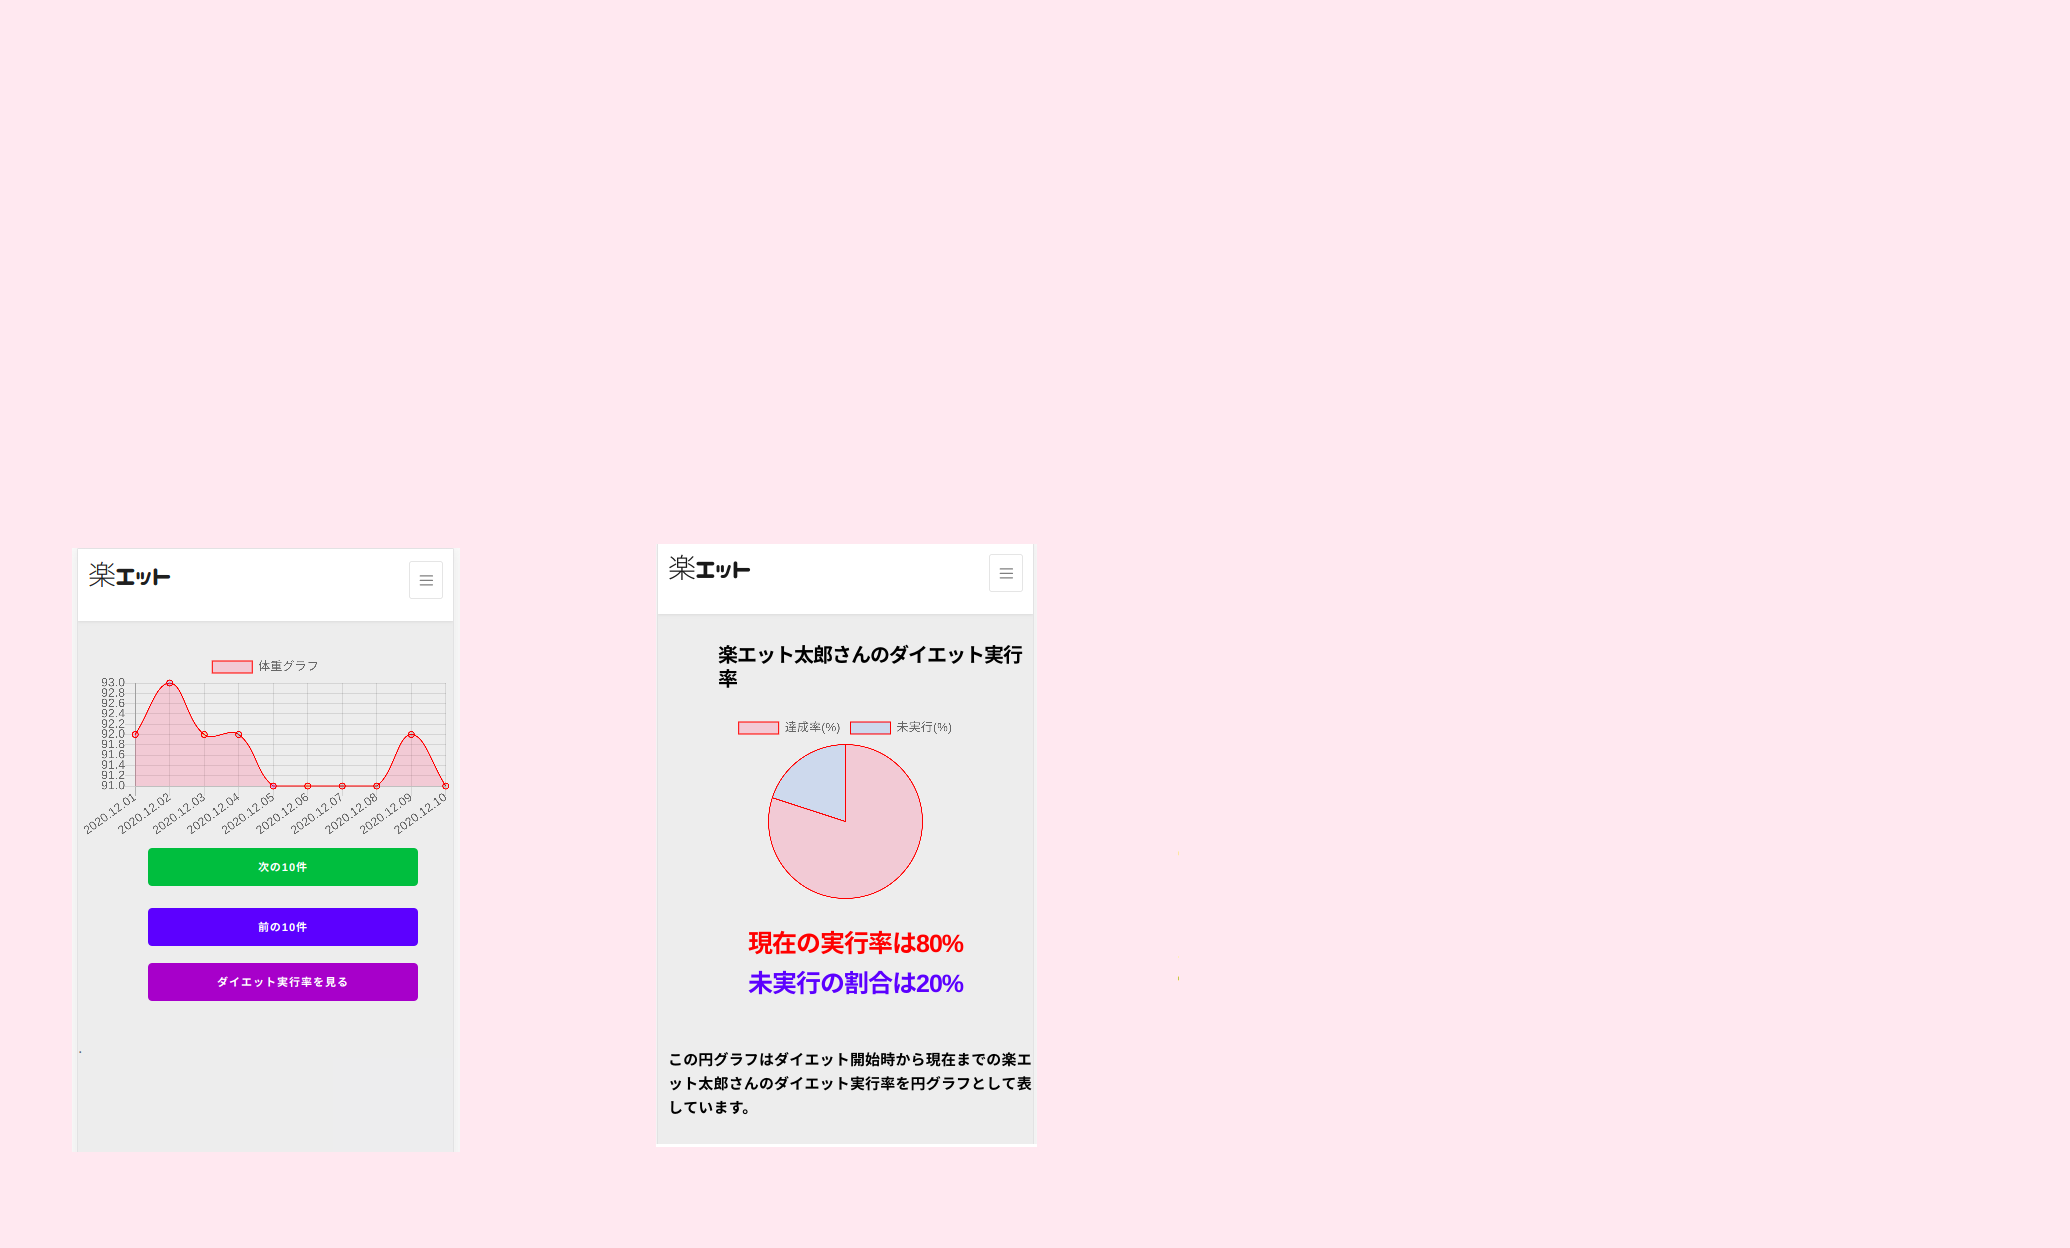 楽エット
体重グラフ
93.0
92.8
92.6
92.4
92.2
92.0
91.8
91.6
91.4
91.2
91.0
2020.12.01
2020.12.02
2020.12.03
2020.12.04
2020.12.05
2020.12.06
2020.12.07
2020.12.08
2020.12.09
2020.12.10
次の10件
前の10件
ダイエット実行率を見る
楽エット
楽エット太郎さんのダイエット実行
率
達成率(%) 未実行(%)
現在の実行率は80%
未実行の割合は20%
この円グラフはダイエット開始時から現在までの楽エ
ット太郎さんのダイエット実行率を円グラフとして表
しています。